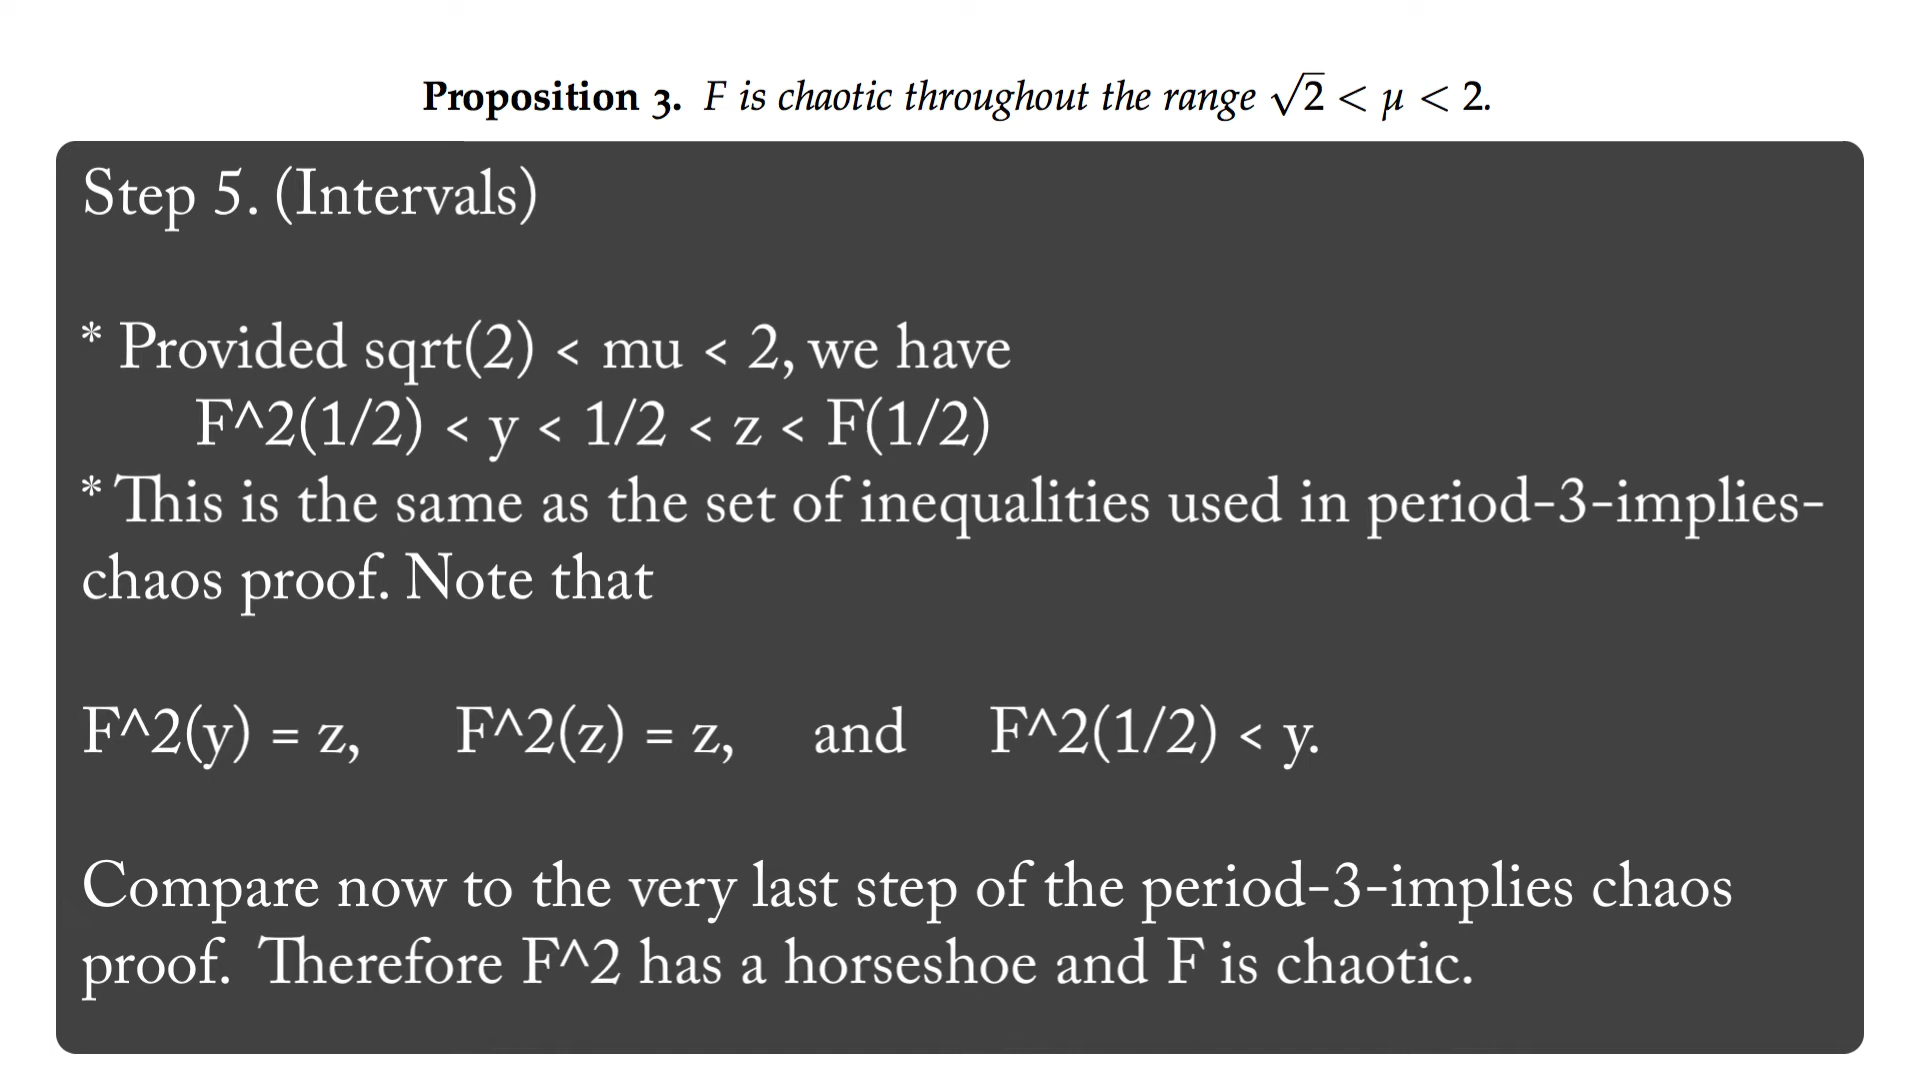 Proposition 3. F is chaotic throughout the range √2 < μ < 2.
Step 5. (Intervals)
* Provided sqrt(2) < mu < 2, we have
F^2(1/2) < y < 1/2 < z < F(1/2)
* This is the same as the set of inequalities used in period-3-implies-
chaos proof. Note that
F^2(y) = z, F^2(z) = z, and F^2(1/2) < y.
Compare now to the very last step of the period-3-implies chaos
proof. Therefore F^2 has a horseshoe and F is chaotic.